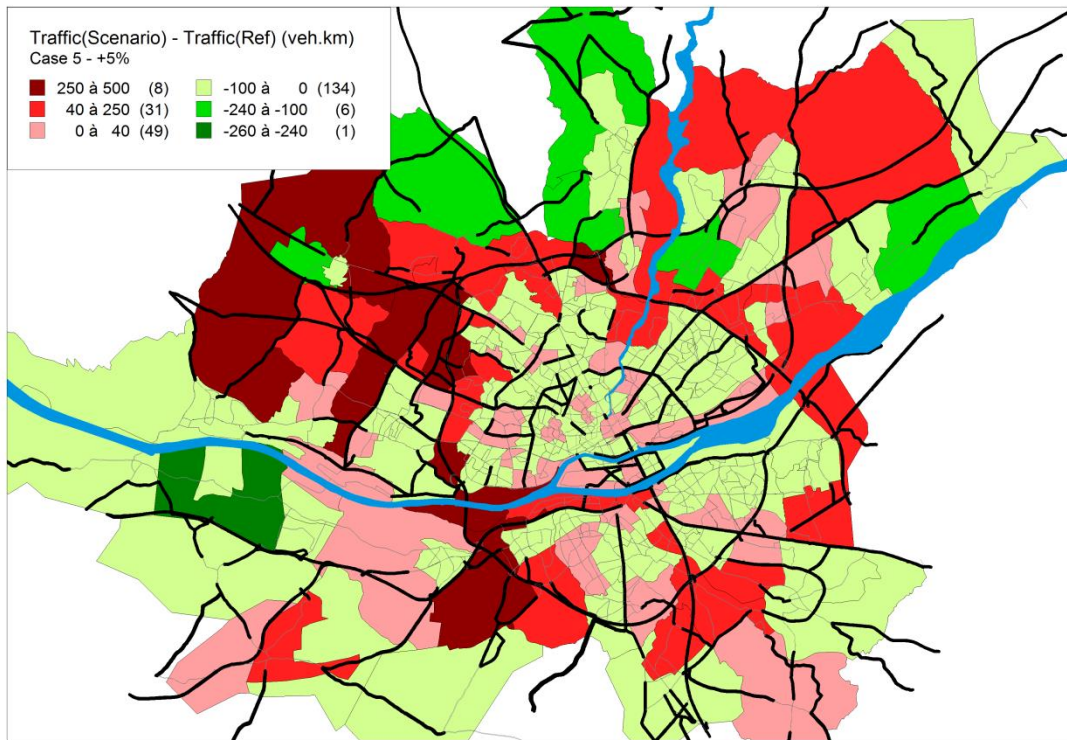 Traffic(Scenario) - Traffic(Ref) (veh.km)
Case 5 - +5%
250 à 500 (8)
40 à 250 (31)
0 à 40 (49)
-100 à 0 (134)
-240 à -100 (6)
-260 à -240 (1)